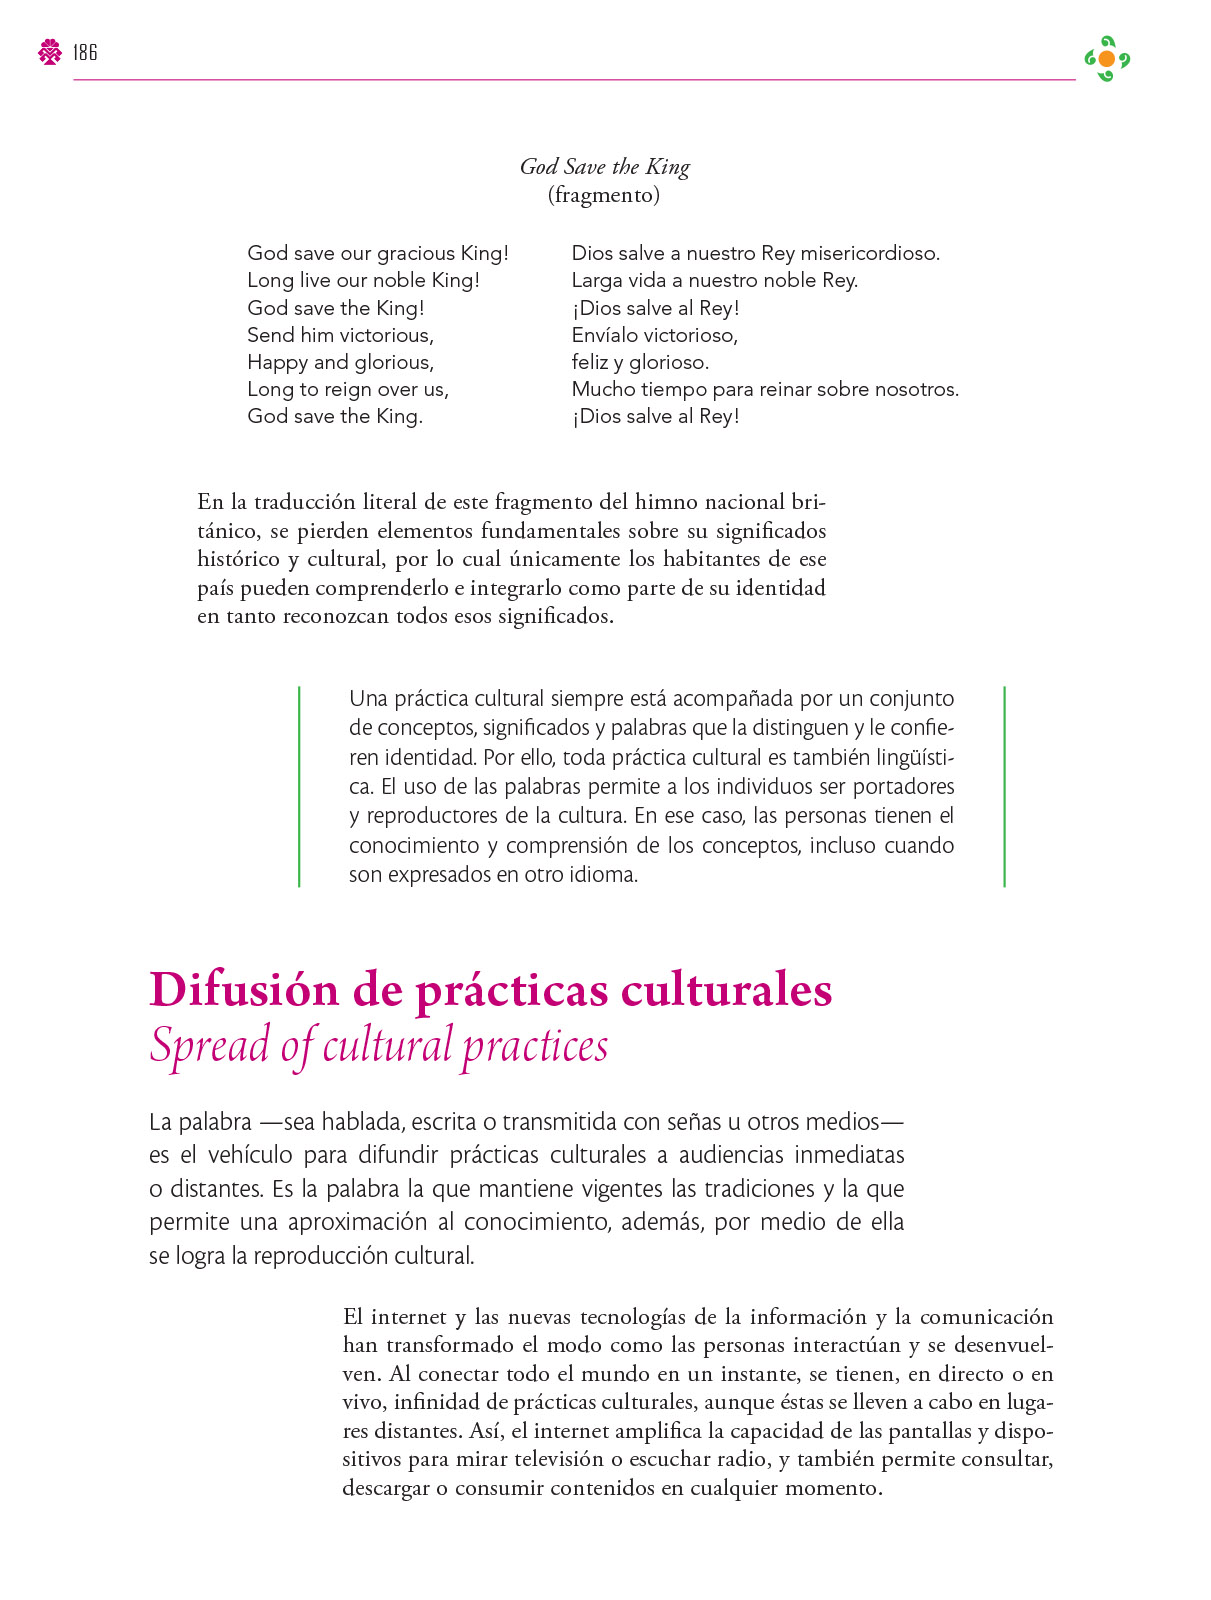 186
God Save the King
(fragmento)
God save our gracious King!
Long live our noble King!
God save the King!
Send him victorious,
Happy and glorious,
Long to reign over us,
God save the King.
Dios salve a nuestro Rey misericordioso.
Larga vida a nuestro noble Rey.
¡Dios salve al Rey!
Envíalo victorioso,
feliz y glorioso.
Mucho tiempo para reinar sobre nosotros.
¡Dios salve al Rey!
En la traducción literal de este fragmento del himno nacional bri-
tánico, se pierden elementos fundamentales sobre su significados
histórico y cultural, por lo cual únicamente los habitantes de ese
país pueden comprenderlo e integrarlo como parte de su identidad
en tanto reconozcan todos esos significados.
Una práctica cultural siempre está acompañada por un conjunto
de conceptos, significados y palabras que la distinguen y le confie-
ren identidad. Por ello, toda práctica cultural es también lingüísti-
ca. El uso de las palabras permite a los individuos ser portadores
y reproductores de la cultura. En ese caso, las personas tienen el
conocimiento y comprensión de los conceptos, incluso cuando
son expresados en otro idioma.
Difusión de prácticas culturales
Spread of cultural practices
La palabra —sea hablada, escrita o transmitida con señas u otros medios—
es el vehículo para difundir prácticas culturales a audiencias inmediatas
o distantes. Es la palabra la que mantiene vigentes las tradiciones y la que
permite una aproximación al conocimiento, además, por medio de ella
se logra la reproducción cultural.
El internet y las nuevas tecnologías de la información y la comunicación
han transformado el modo como las personas interactúan y se desenvuel-
ven. Al conectar todo el mundo en un instante, se tienen, en directo o en
vivo, infinidad de prácticas culturales, aunque éstas se lleven a cabo en luga-
res distantes. Así, el internet amplifica la capacidad de las pantallas y dispo-
sitivos para mirar televisión o escuchar radio, y también permite consultar,
descargar o consumir contenidos en cualquier momento.